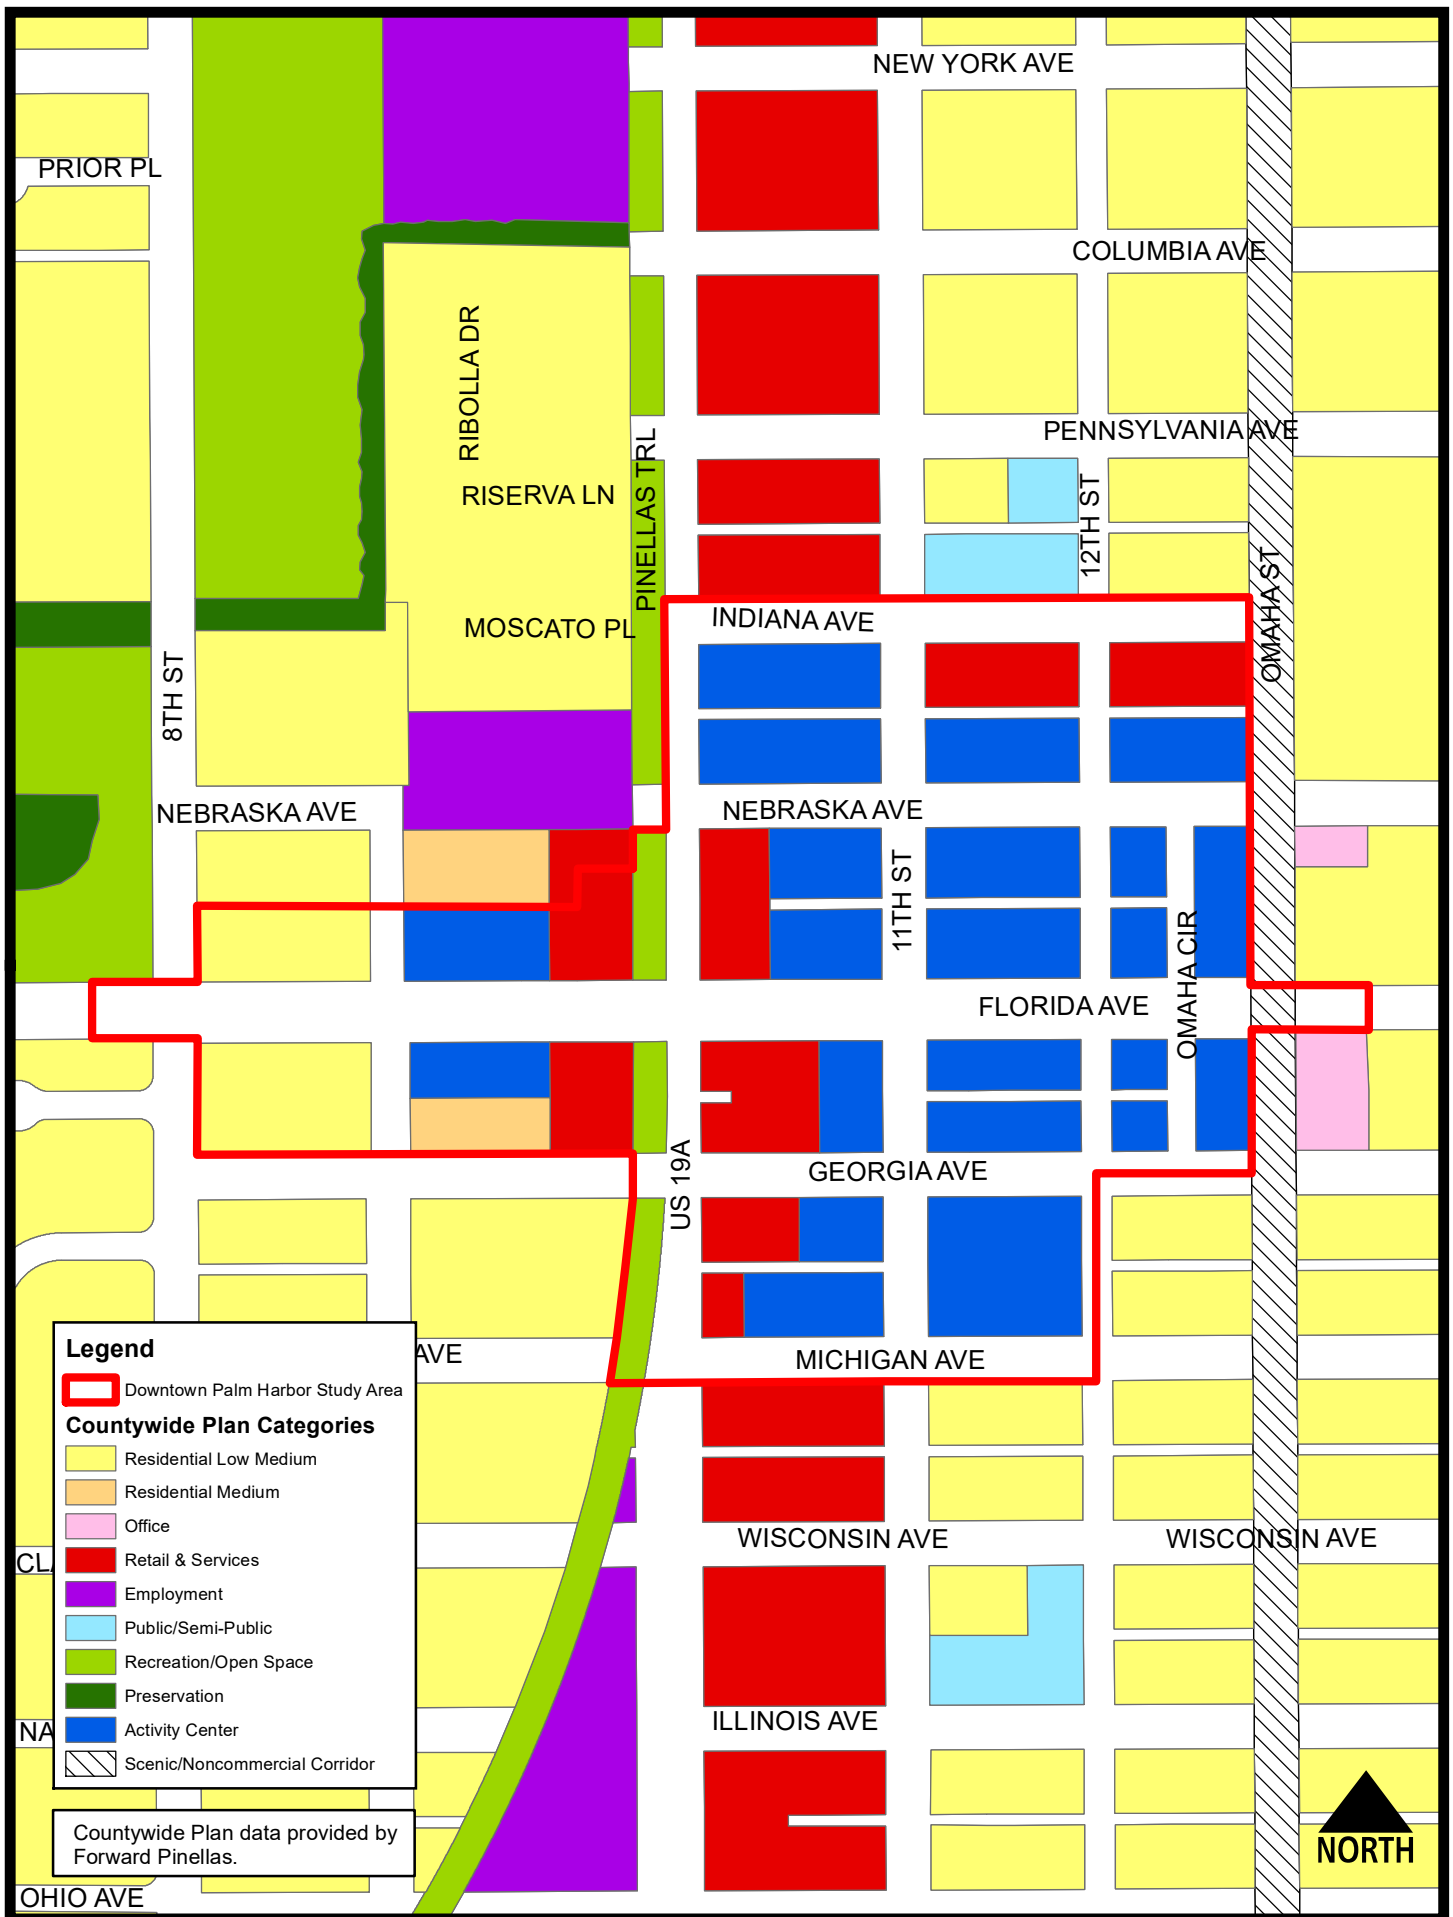 NEW YORK AVE
PRIOR PL
COLUMBIA AVE
RIBOLLA DR
PENNSYLVANIA AVE
RISERVA LN
PINELLAS TRL
12TH ST
OMAHA ST
INDIANA AVE
MOSCATO PL
8TH ST
NEBRASKA AVE
NEBRASKA AVE
11TH ST
OMAHA CIR
FLORIDA AVE
US 19A
GEORGIA AVE
AVE
MICHIGAN AVE
WISCONSIN AVE
WISCONSIN AVE
CLA
NA
ILLINOIS AVE
OHIO AVE
Legend
Downtown Palm Harbor Study Area
Countywide Plan Categories
Residential Low Medium
Residential Medium
Office
Retail & Services
Employment
Public/Semi-Public
Recreation/Open Space
Preservation
Activity Center
Scenic/Noncommercial Corridor
Countywide Plan data provided by
Forward Pinellas.
NORTH